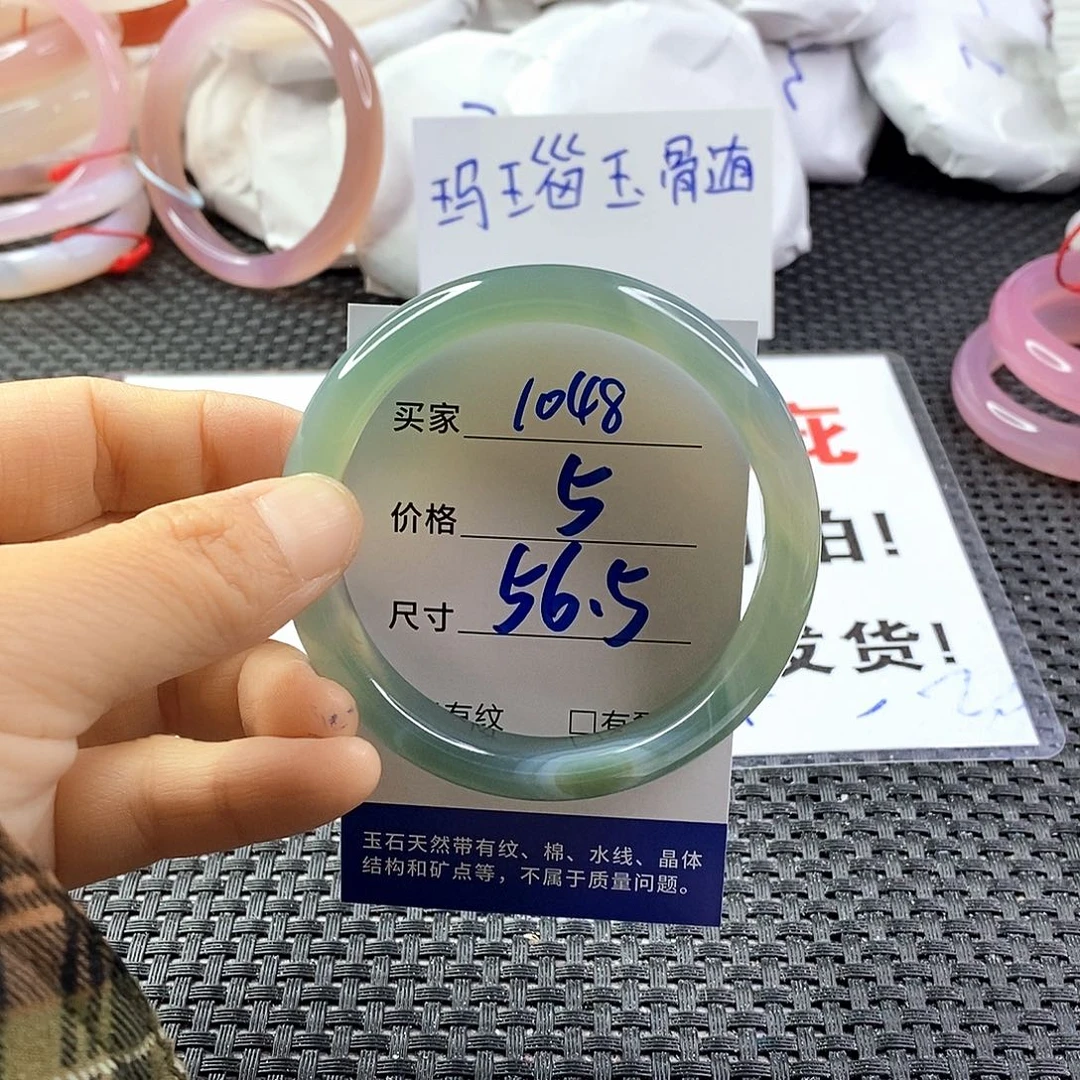 玛瑙玉骨髓
买家 1048
价格 5
尺寸 56.5
有纹 □有
拍!
发货!
玉石天然带有纹、棉、水线、晶体
结构和矿点等，不属于质量问题。